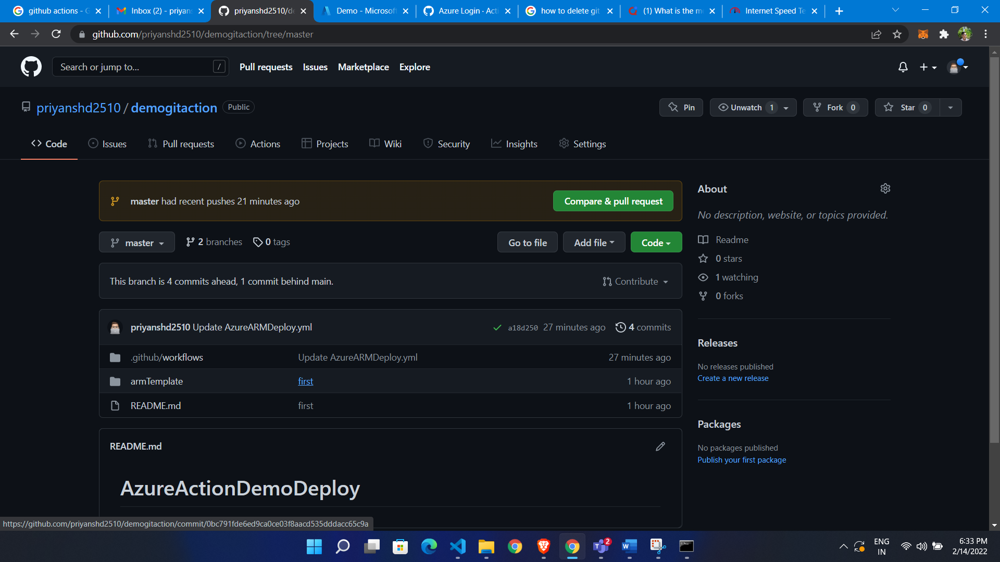 github actions - G
Inbox (2) - priyans
priyanshd2510/de
Demo - Microsoft
Azure Login · Acti
how to delete git
(1) What is the me
Internet Speed Te
github.com/priyanshd2510/demogitaction/tree/master
Search or jump to... /
Pull requests Issues Marketplace Explore
priyanshd2510 / demogitaction Public
Pin Unwatch 1 Fork 0 Star 0
Code Issues Pull requests Actions Projects Wiki Security Insights Settings
master had recent pushes 21 minutes ago Compare & pull request
master 2 branches 0 tags Go to file Add file Code
This branch is 4 commits ahead, 1 commit behind main. Contribute
priyanshd2510 Update AzureARMDeploy.yml a18d250 27 minutes ago 4 commits
.github/workflows Update AzureARMDeploy.yml 27 minutes ago
armTemplate first 1 hour ago
README.md first 1 hour ago
README.md
AzureActionDemoDeploy
About
No description, website, or topics provided.
Readme
0 stars
1 watching
0 forks
Releases
No releases published
Create a new release
Packages
No packages published
Publish your first package
https://github.com/priyanshd2510/demogitaction/commit/0bc791fde6ed9ca0ce03f8aacd535dddacc65c9a
2
ENG
IN
6:33 PM
2/14/2022